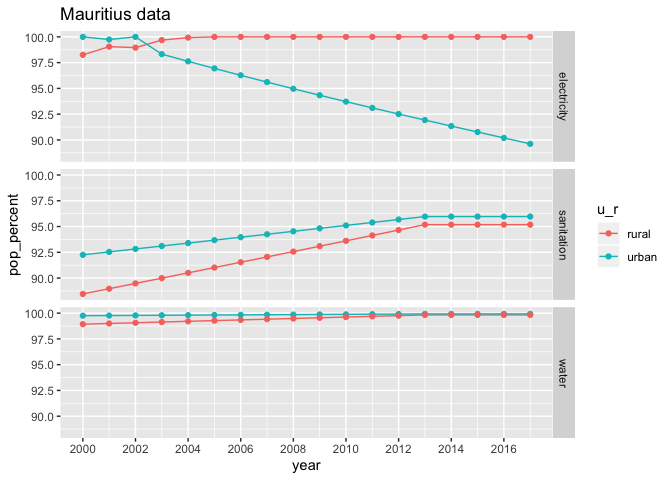 Mauritius data
100.0
97.5
95.0
92.5
90.0
electricity
100.0
97.5
95.0
92.5
90.0
sanitation
100.0
97.5
95.0
92.5
90.0
water
2000 2002 2004 2006 2008 2010 2012 2014 2016
year
pop_percent
u_r
rural
urban